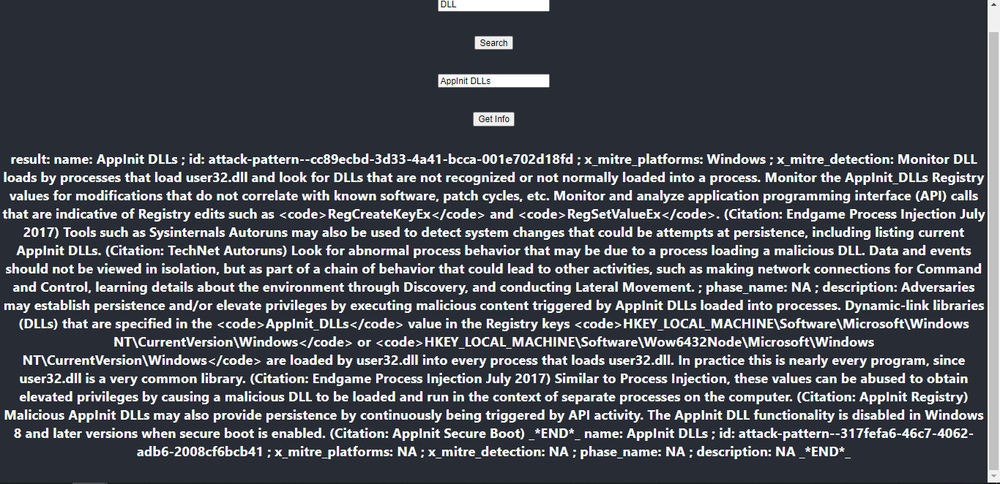 DLL
Search
AppInit DLLs
Get Info
result: name: AppInit DLLs ; id: attack-pattern--cc89ecbd-3d33-4a41-bcca-001e702d18fd ; x_mitre_platforms: Windows ; x_mitre_detection: Monitor DLL
loads by processes that load user32.dll and look for DLLs that are not recognized or not normally loaded into a process. Monitor the AppInit_DLLs Registry
values for modifications that do not correlate with known software, patch cycles, etc. Monitor and analyze application programming interface (API) calls
that are indicative of Registry edits such as <code>RegCreateKeyEx</code> and <code>RegSetValueEx</code>. (Citation: Endgame Process Injection July
2017) Tools such as Sysinternals Autoruns may also be used to detect system changes that could be attempts at persistence, including listing current
AppInit DLLs. (Citation: TechNet Autoruns) Look for abnormal process behavior that may be due to a process loading a malicious DLL. Data and events
should not be viewed in isolation, but as part of a chain of behavior that could lead to other activities, such as making network connections for Command
and Control, learning details about the environment through Discovery, and conducting Lateral Movement. ; phase_name: NA ; description: Adversaries
may establish persistence and/or elevate privileges by executing malicious content triggered by AppInit DLLs loaded into processes. Dynamic-link libraries
(DLLs) that are specified in the <code>AppInit_DLLs</code> value in the Registry keys <code>HKEY_LOCAL_MACHINE\Software\Microsoft\Windows
NT\CurrentVersion\Windows</code> or <code>HKEY_LOCAL_MACHINE\Software\Wow6432Node\Microsoft\Windows
NT\CurrentVersion\Windows</code> are loaded by user32.dll into every process that loads user32.dll. In practice this is nearly every program, since
user32.dll is a very common library. (Citation: Endgame Process Injection July 2017) Similar to Process Injection, these values can be abused to obtain
elevated privileges by causing a malicious DLL to be loaded and run in the context of separate processes on the computer. (Citation: AppInit Registry)
Malicious AppInit DLLs may also provide persistence by continuously being triggered by API activity. The AppInit DLL functionality is disabled in Windows
8 and later versions when secure boot is enabled. (Citation: AppInit Secure Boot) _*END*_ name: AppInit DLLs ; id: attack-pattern--317fefa6-46c7-4062-
adb6-2008cf6bcb41 ; x_mitre_platforms: NA ; x_mitre_detection: NA ; phase_name: NA ; description: NA _*END*_